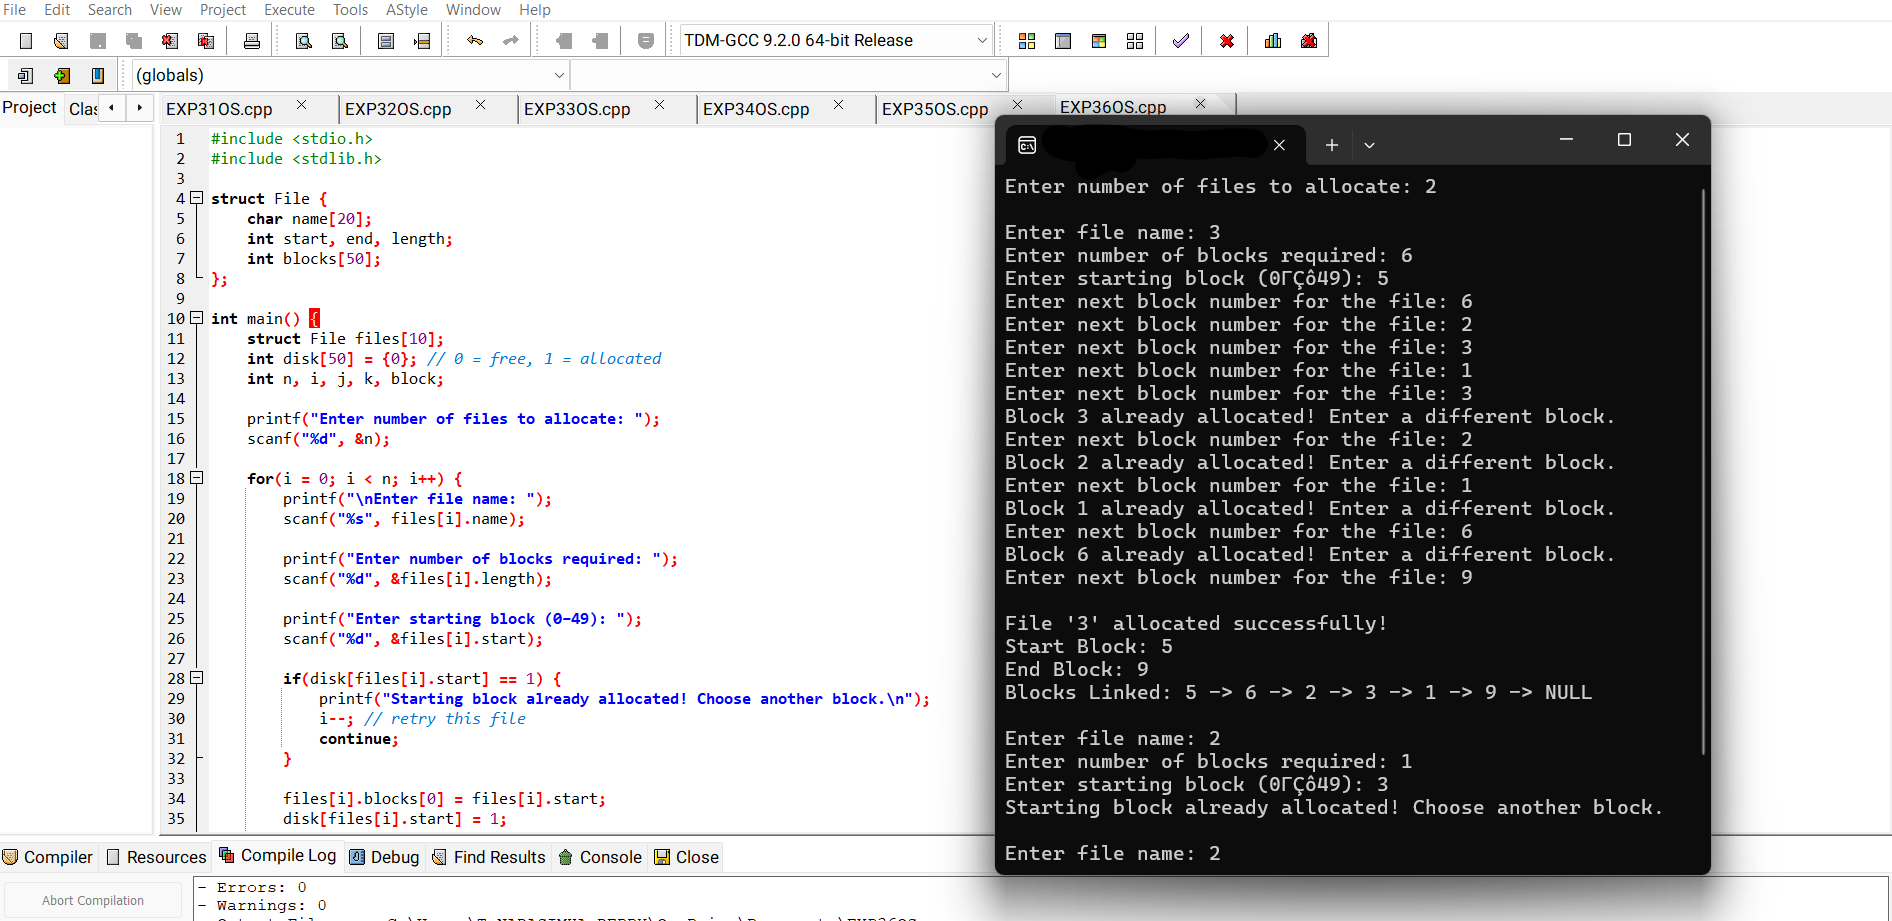 File Edit Search View Project Execute Tools AStyle Window Help
TDM-GCC 9.2.0 64-bit Release
(globals)
Project Clas EXP31OS.cpp EXP32OS.cpp EXP33OS.cpp EXP34OS.cpp EXP35OS.cpp EXP36OS.cpp
1 #include <stdio.h>
2 #include <stdlib.h>
3
4 struct File {
5 char name[20];
6 int start, end, length;
7 int blocks[50];
8 };
9
10 int main() {
11 struct File files[10];
12 int disk[50] = {0}; // 0 = free, 1 = allocated
13 int n, i, j, k, block;
14
15 printf("Enter number of files to allocate: ");
16 scanf("%d", &n);
17
18 for(i = 0; i < n; i++) {
19 printf("\nEnter file name: ");
20 scanf("%s", files[i].name);
21
22 printf("Enter number of blocks required: ");
23 scanf("%d", &files[i].length);
24
25 printf("Enter starting block (0–49): ");
26 scanf("%d", &files[i].start);
27
28 if(disk[files[i].start] == 1) {
29 printf("Starting block already allocated! Choose another block.\n");
30 i--; // retry this file
31 continue;
32 }
33
34 files[i].blocks[0] = files[i].start;
35 disk[files[i].start] = 1;
Enter number of files to allocate: 2
Enter file name: 3
Enter number of blocks required: 6
Enter starting block (0ΓÇô49): 5
Enter next block number for the file: 6
Enter next block number for the file: 2
Enter next block number for the file: 3
Enter next block number for the file: 1
Enter next block number for the file: 3
Block 3 already allocated! Enter a different block.
Enter next block number for the file: 2
Block 2 already allocated! Enter a different block.
Enter next block number for the file: 1
Block 1 already allocated! Enter a different block.
Enter next block number for the file: 6
Block 6 already allocated! Enter a different block.
Enter next block number for the file: 9
File '3' allocated successfully!
Start Block: 5
End Block: 9
Blocks Linked: 5 -> 6 -> 2 -> 3 -> 1 -> 9 -> NULL
Enter file name: 2
Enter number of blocks required: 1
Enter starting block (0ΓÇô49): 3
Starting block already allocated! Choose another block.
Enter file name: 2
Compiler Resources Compile Log Debug Find Results Console Close
Abort Compilation
- Errors: 0
- Warnings: 0